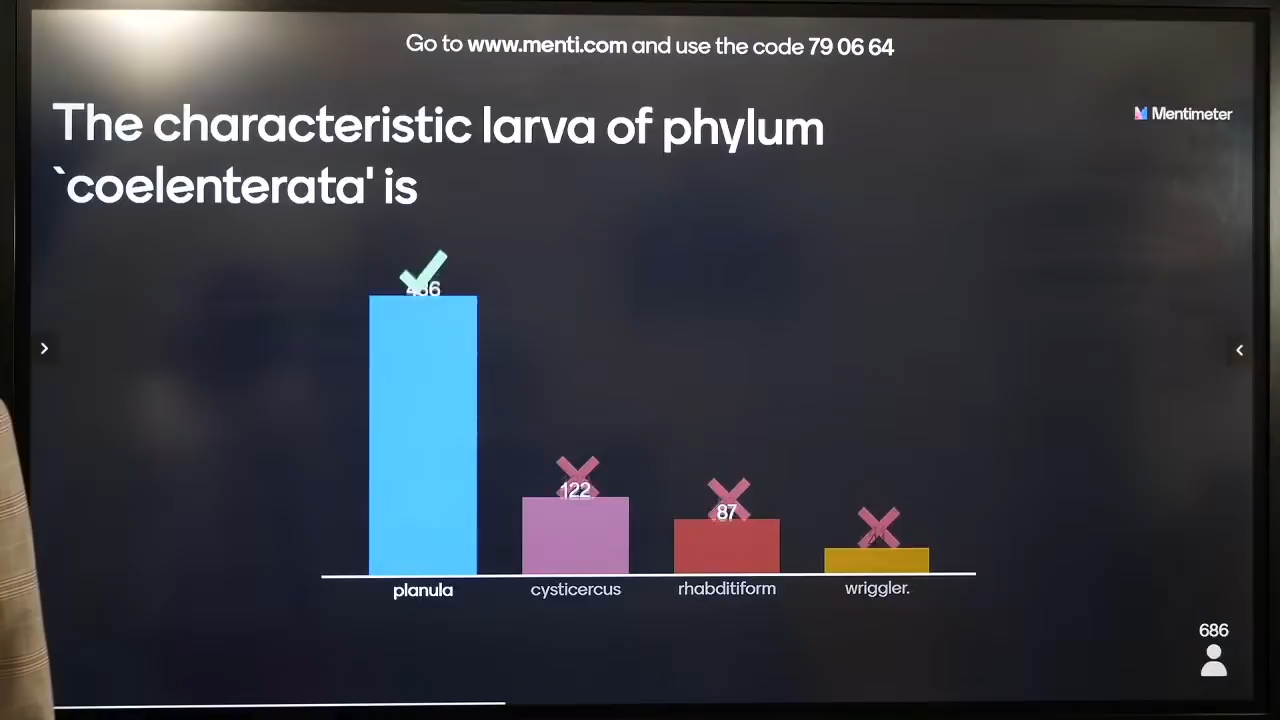 Go to www.menti.com and use the code 79 06 64
Mentimeter
The characteristic larva of phylum
`coelenterata' is
122
87
planula
cysticercus
rhabditiform
wriggler.
686